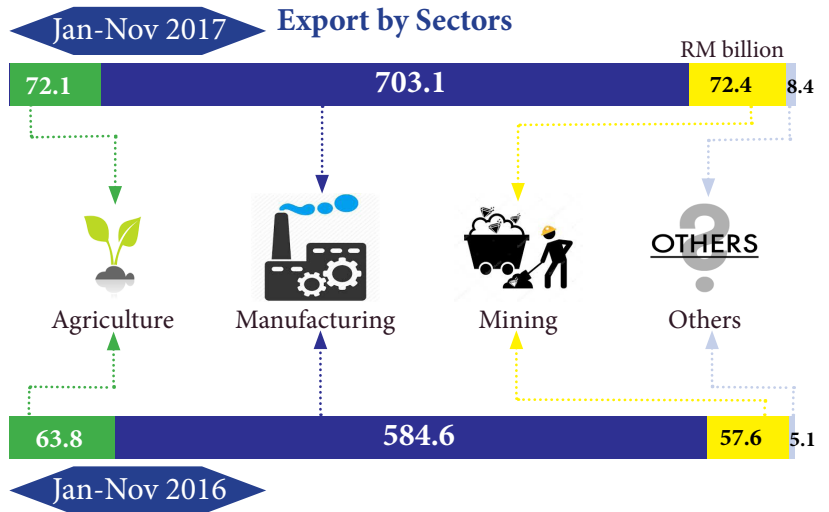 Jan-Nov 2017
Export by Sectors
RM billion
72.1 703.1 72.4 8.4
OTHERS
Agriculture Manufacturing Mining Others
63.8 584.6 57.6 5.1
Jan-Nov 2016